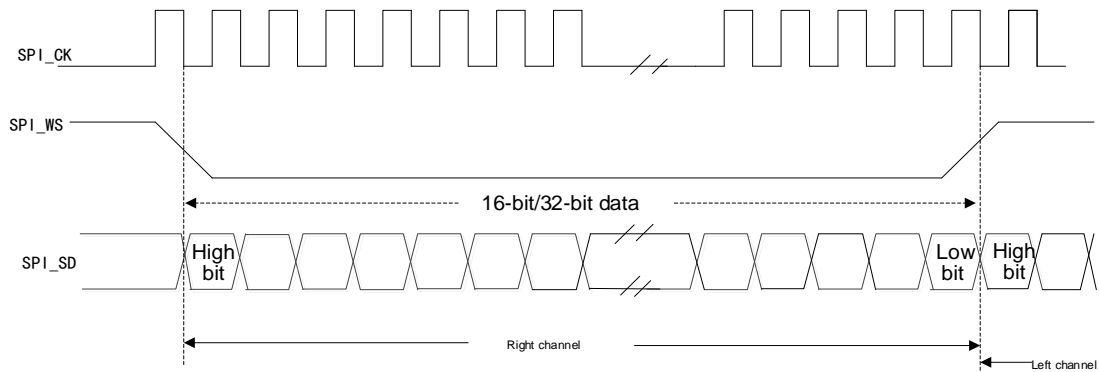 SPI_CK
SPI_WS
16-bit/32-bit data
SPI_SD
High
bit
Low
bit
High
bit
Right channel
Left channel